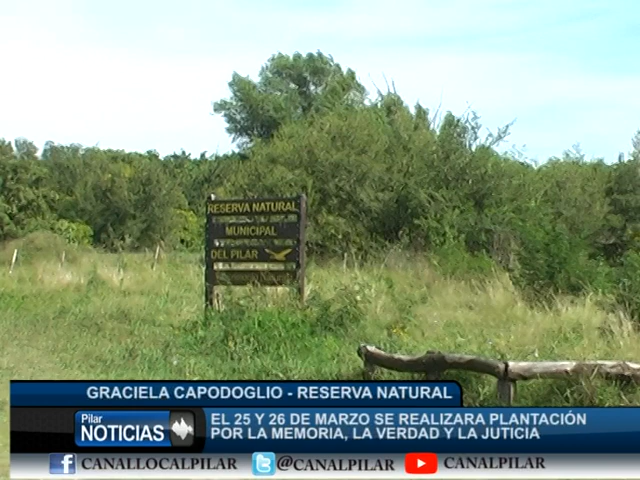 RESERVA NATURAL
MUNICIPAL
DEL PILAR
GRACIELA CAPODOGLIO - RESERVA NATURAL
Pilar
NOTICIAS
EL 25 Y 26 DE MARZO SE REALIZARA PLANTACIÓN
POR LA MEMORIA, LA VERDAD Y LA JUTICIA
CANALLOCALPILAR
@CANALPILAR
CANALPILAR